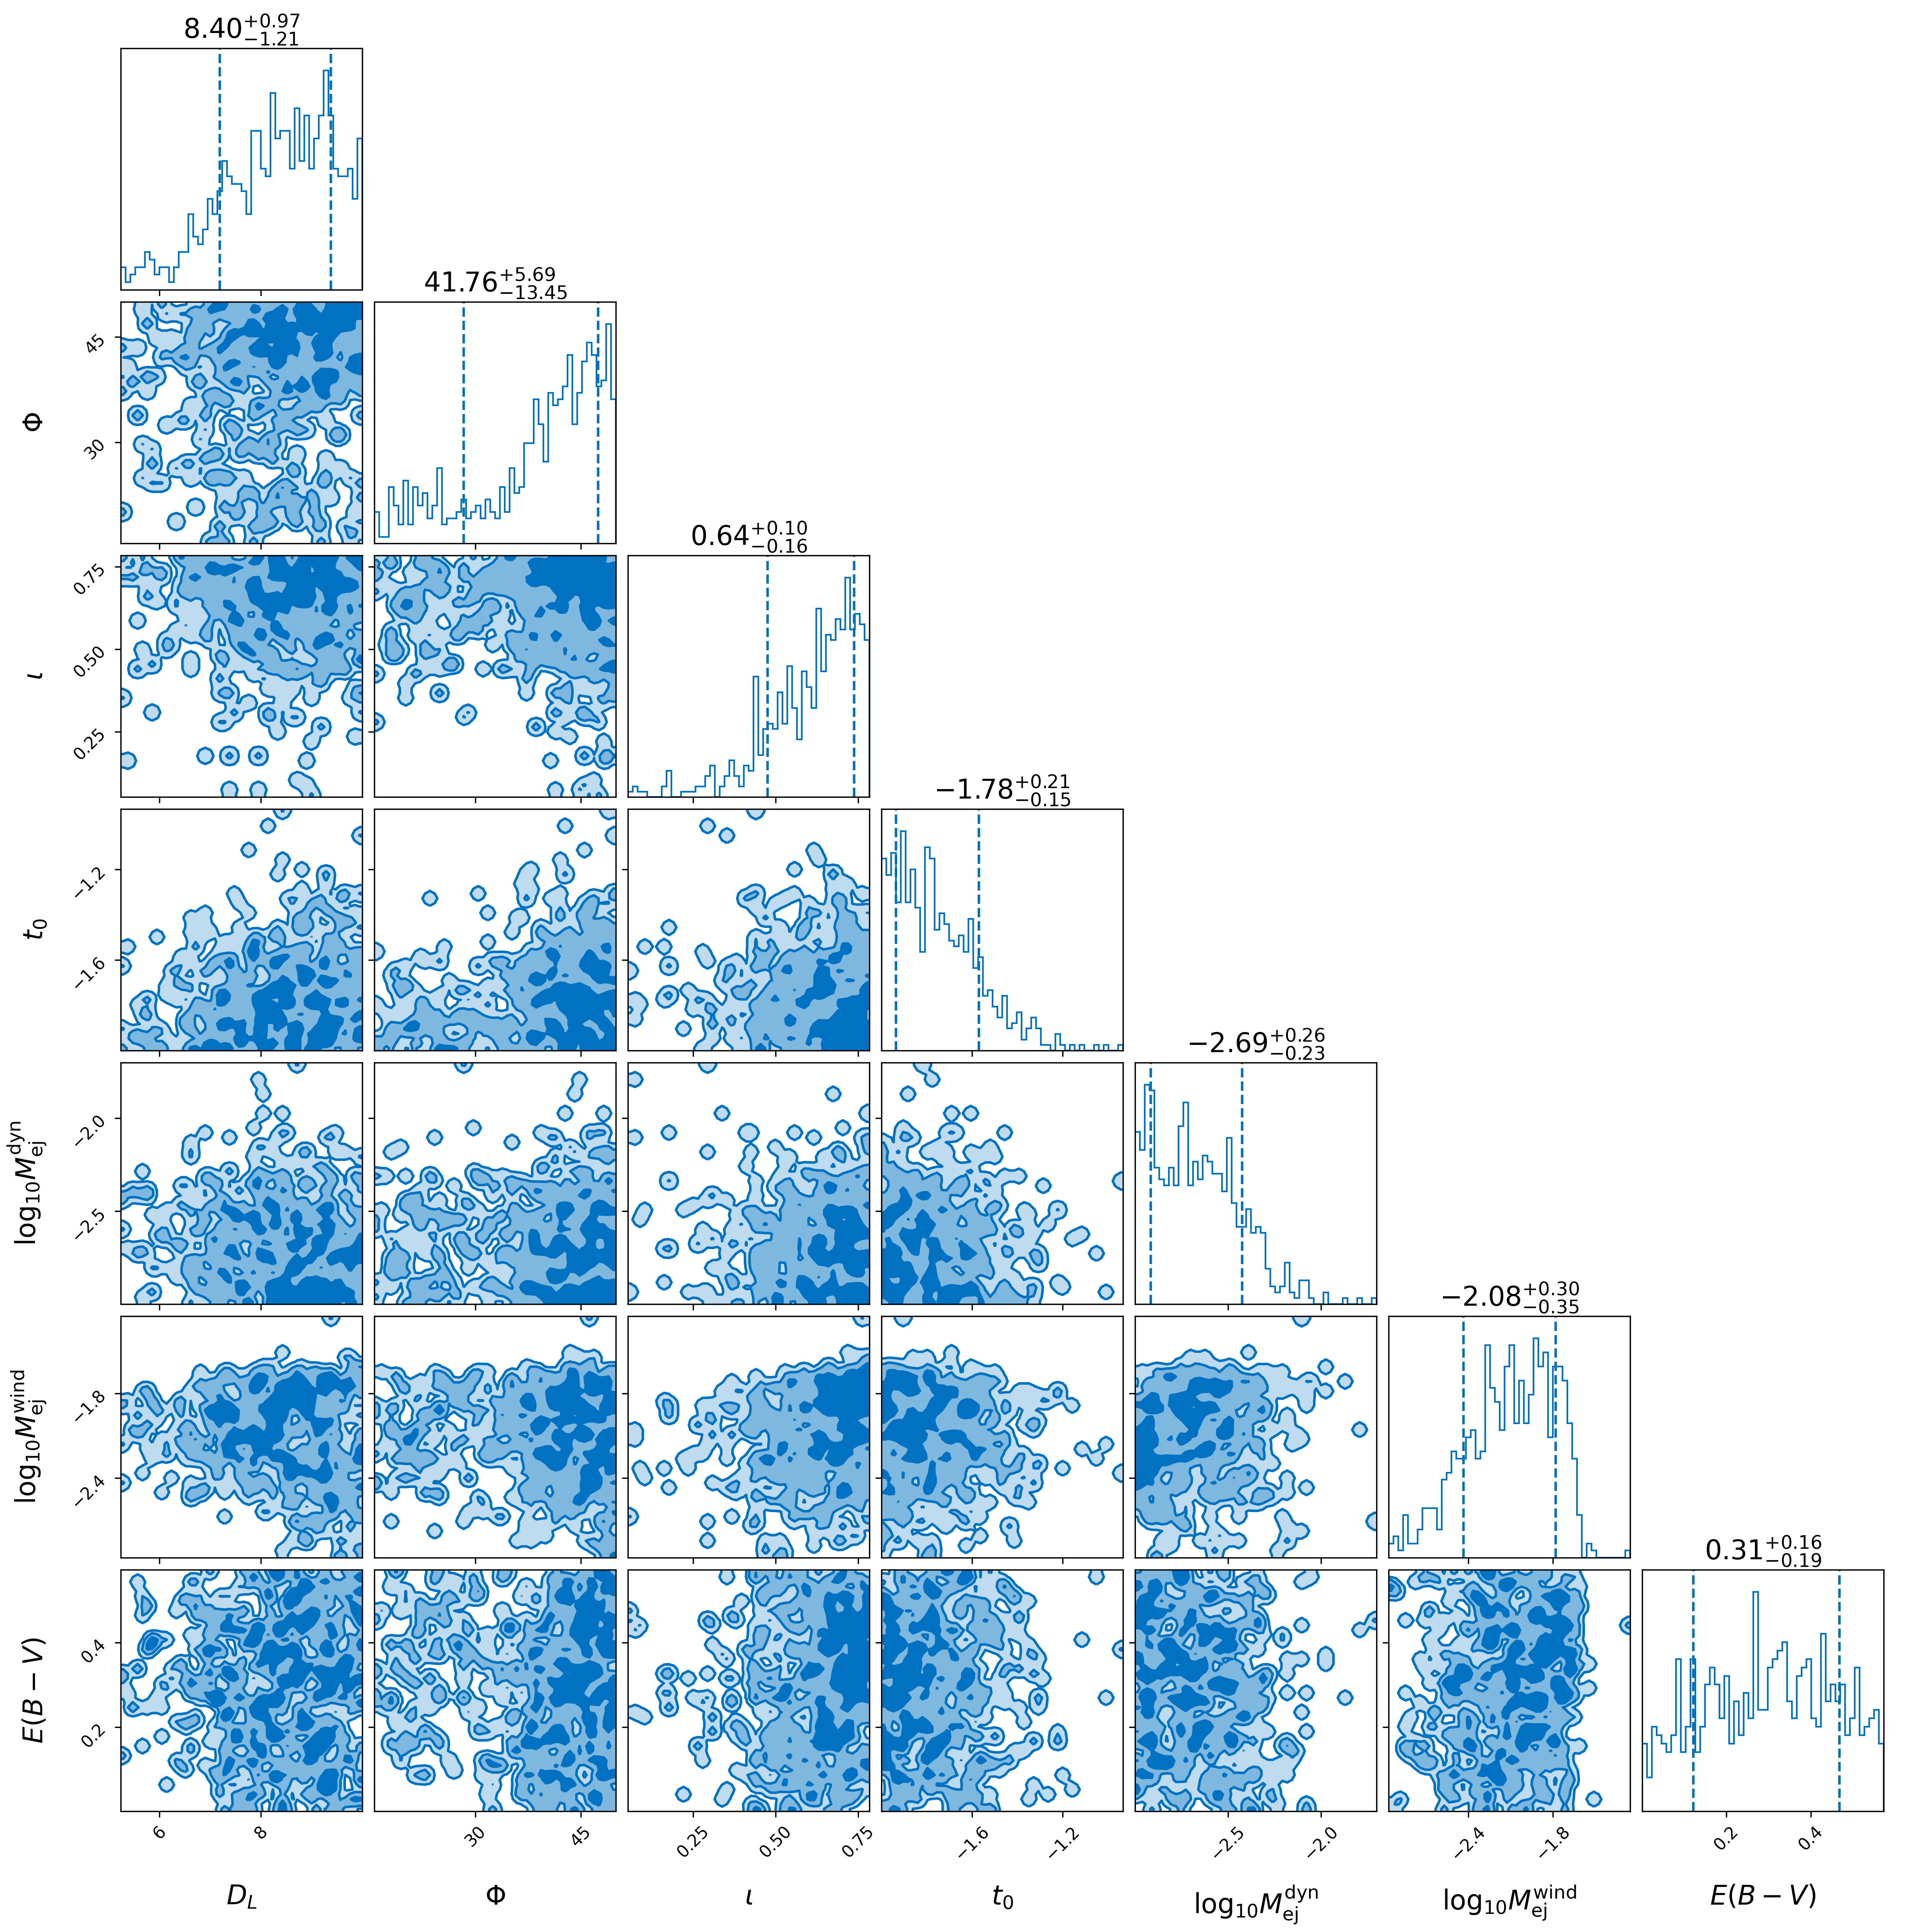 8.40^{+0.97}_{−1.21}
41.76^{+5.69}_{−13.45}
45
30
Φ
0.64^{+0.10}_{−0.16}
0.75
0.50
0.25
ι
−1.78^{+0.21}_{−0.15}
−1.2
−1.6
t_0
−2.69^{+0.26}_{−0.23}
−2.0
−2.5
log_{10}M_{ej}^{dyn}
−2.08^{+0.30}_{−0.35}
−1.8
−2.4
log_{10}M_{ej}^{wind}
0.31^{+0.16}_{−0.19}
0.4
0.2
E(B − V)
6 8 30 45 0.25 0.50 0.75 −1.6 −1.2 −2.5 −2.0 −2.4 −1.8 0.2 0.4
D_L Φ ι t_0 log_{10}M_{ej}^{dyn} log_{10}M_{ej}^{wind} E(B − V)